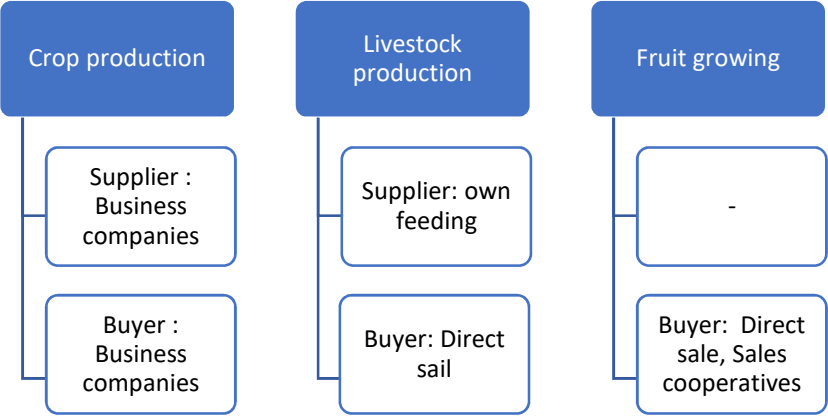 Crop production
Supplier :
Business
companies
Buyer :
Business
companies
Livestock
production
Supplier: own
feeding
Buyer: Direct
sail
Fruit growing
-
Buyer:  Direct
sale, Sales
cooperatives